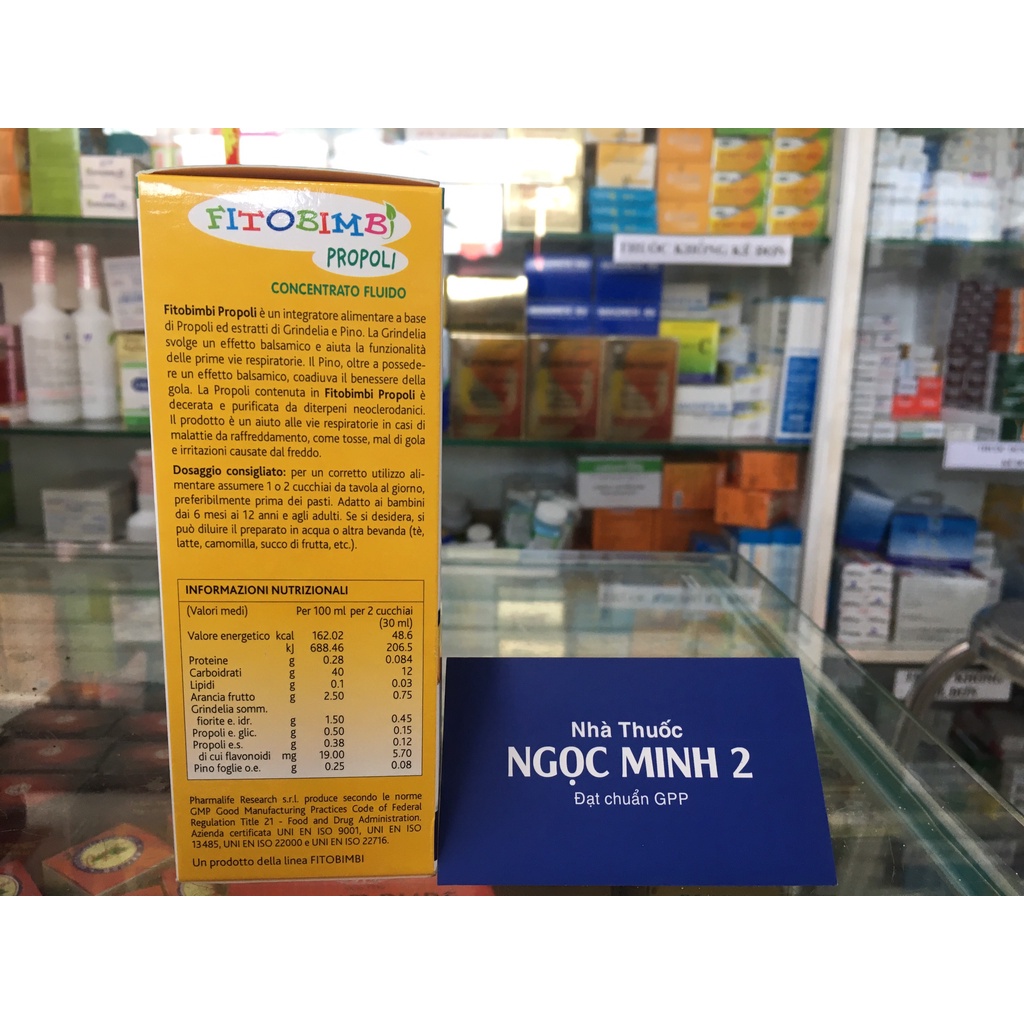 FITOBIMBI
PROPOLI
CONCENTRATO FLUIDO
Fitobimbi Propoli è un integratore alimentare a base
di Propoli ed estratti di Grindelia e Pino. La Grindelia
svolge un effetto balsamico e aiuta la funzionalità
delle prime vie respiratorie. Il Pino, oltre a possede-
re un effetto balsamico, coadiuva il benessere della
gola. La Propoli contenuta in Fitobimbi Propoli è
decerata e purificata da diterpeni neoclerodanici.
Il prodotto è un aiuto alle vie respiratorie in casi di
malattie da raffreddamento, come tosse, mal di gola
e irritazioni causate dal freddo.
Dosaggio consigliato: per un corretto utilizzo ali-
mentare assumere 1 o 2 cucchiai da tavola al giorno,
preferibilmente prima dei pasti. Adatto ai bambini
dai 6 mesi ai 12 anni e agli adulti. Se si desidera, si
può diluire il preparato in acqua o altra bevanda (tè,
latte, camomilla, succo di frutta, etc.).
INFORMAZIONI NUTRIZIONALI
(Valori medi) Per 100 ml per 2 cucchiai
(30 ml)
Valore energetico kcal 162.02 48.6
kJ 688.46 206.5
Proteine g 0.28 0.084
Carboidrati g 40 12
Lipidi g 0.1 0.03
Arancia frutto g 2.50 0.75
Grindelia somm.
fiorite e. idr. g 1.50 0.45
Propoli e. glic. g 0.50 0.15
Propoli e.s. g 0.38 0.12
di cui flavonoidi mg 19.00 5.70
Pino foglie o.e. g 0.25 0.08
Pharmalife Research s.r.l. produce secondo le norme
GMP Good Manufacturing Practices Code of Federal
Regulation Title 21 - Food and Drug Administration.
Azienda certificata UNI EN ISO 9001, UNI EN ISO
13485, UNI EN ISO 22000 e UNI EN ISO 22716.
Un prodotto della linea FITOBIMBI
THUỐC KHÔNG KÊ ĐƠN
Nhà Thuốc
NGỌC MINH 2
Đạt chuẩn GPP